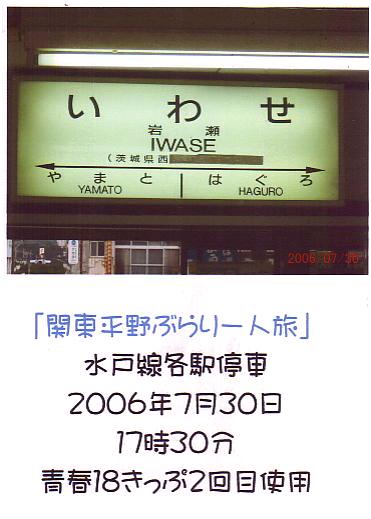 いわせ
岩瀬
IWASE
(茨城県西
やまと はぐろ
YAMATO HAGURO
2006/07/30
「関東平野ぶらり一人旅」
水戸線各駅停車
2006年7月30日
17時30分
青春18きっぷ2回目使用